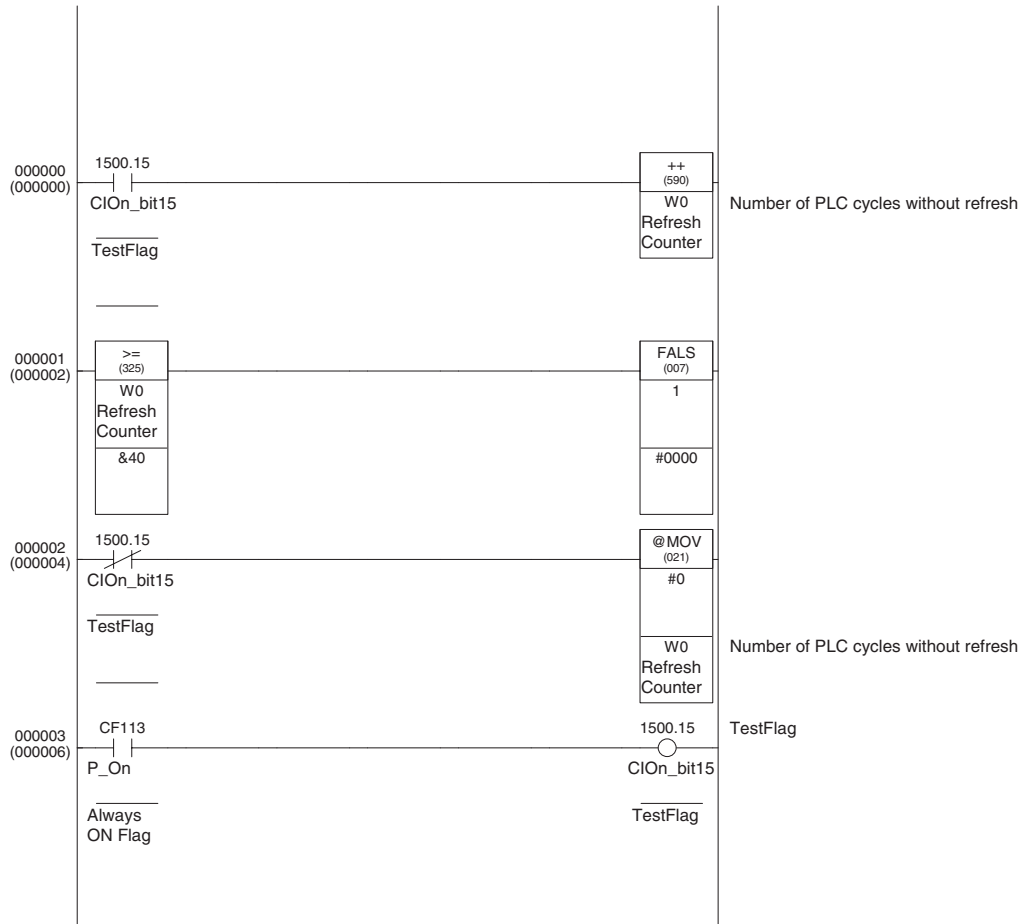 000000
(000000)
1500.15
CIOn_bit15
TestFlag
++
(590)
W0
Refresh
Counter
Number of PLC cycles without refresh
000001
(000002)
>=
(325)
W0
Refresh
Counter
&40
FALS
(007)
1
#0000
000002
(000004)
1500.15
CIOn_bit15
TestFlag
@MOV
(021)
#0
W0
Refresh
Counter
Number of PLC cycles without refresh
000003
(000006)
CF113
P_On
Always
ON Flag
1500.15
CIOn_bit15
TestFlag
TestFlag